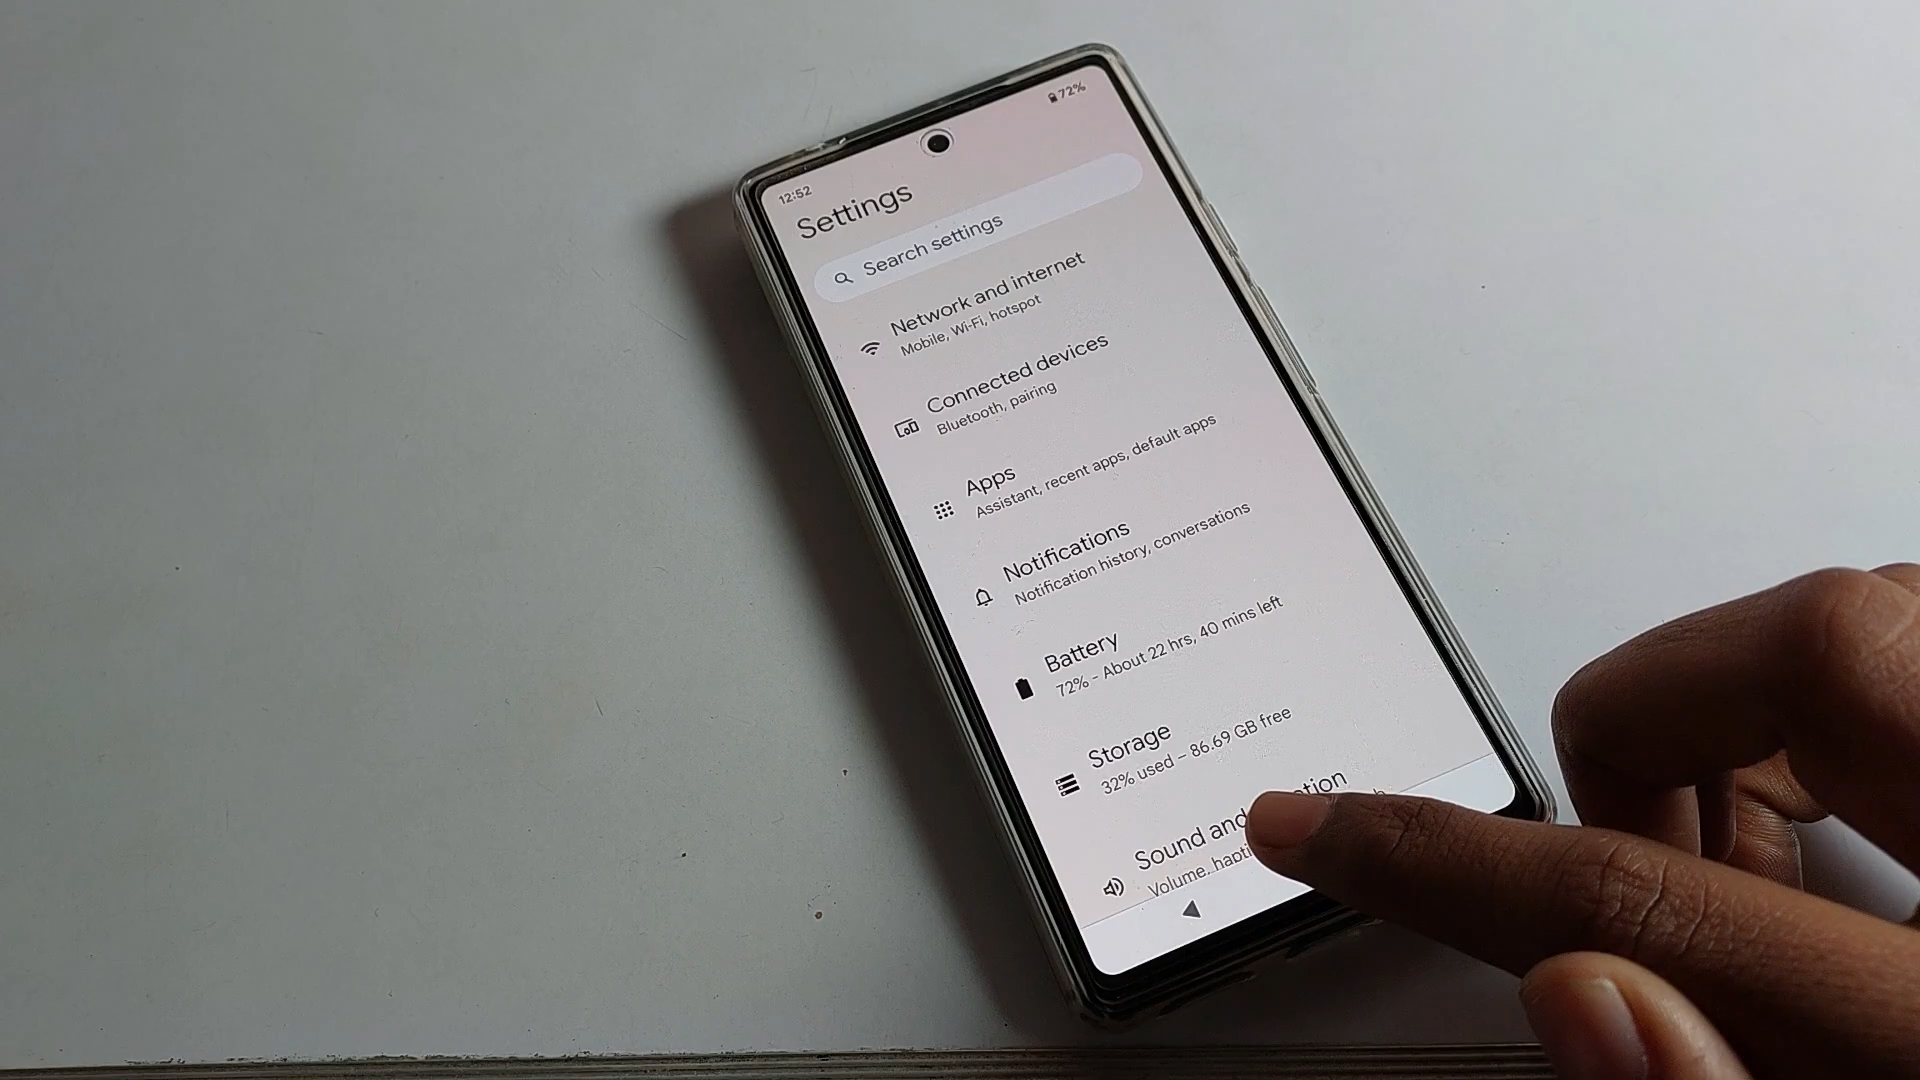 72%
12:52
Settings
Search settings
Network and internet
Mobile, Wi-Fi, hotspot
Connected devices
Bluetooth, pairing
Apps
Assistant, recent apps, default apps
Notifications
Notification history, conversations
Battery
72% - About 22 hrs, 40 mins left
Storage
32% used – 86.69 GB free
Sound and
Volume,